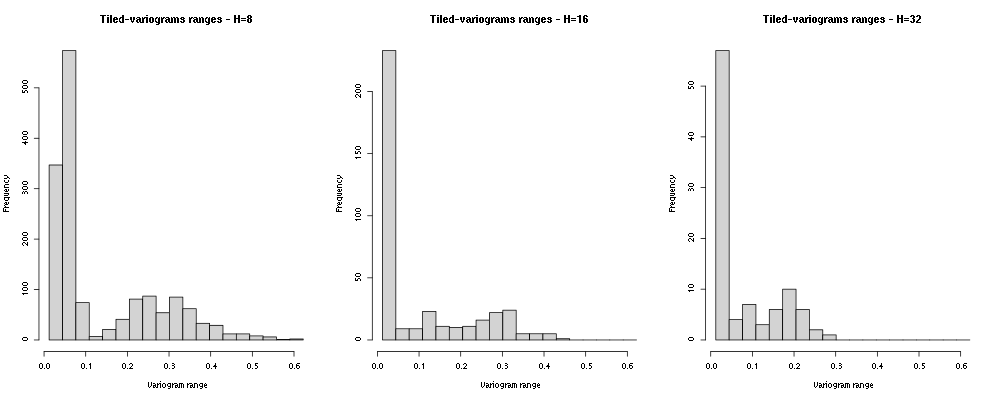 Tiled-variograms ranges - H=8
Frequency
500
400
300
200
100
0
0.0 0.1 0.2 0.3 0.4 0.5 0.6
Variogram range
Tiled-variograms ranges - H=16
Frequency
200
150
100
50
0
0.0 0.1 0.2 0.3 0.4 0.5 0.6
Variogram range
Tiled-variograms ranges - H=32
Frequency
50
40
30
20
10
0
0.0 0.1 0.2 0.3 0.4 0.5 0.6
Variogram range